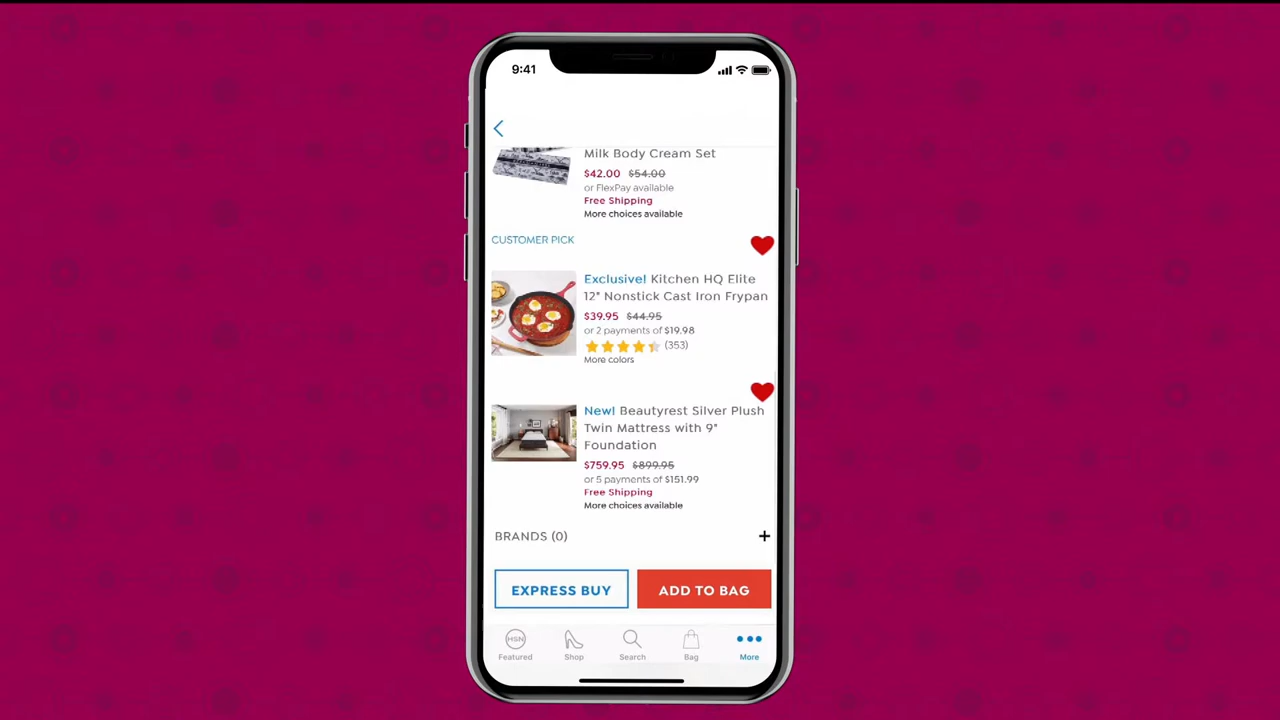 9:41
Milk Body Cream Set
$42.00 $54.00
or FlexPay available
Free Shipping
More choices available
CUSTOMER PICK
Exclusive! Kitchen HQ Elite
12" Nonstick Cast Iron Frypan
$39.95 $44.95
or 2 payments of $19.98
(353)
More colors
New! Beautyrest Silver Plush
Twin Mattress with 9"
Foundation
$759.95 $899.95
or 5 payments of $151.99
Free Shipping
More choices available
BRANDS (0) +
EXPRESS BUY ADD TO BAG
HSN
Featured Shop Search Bag More